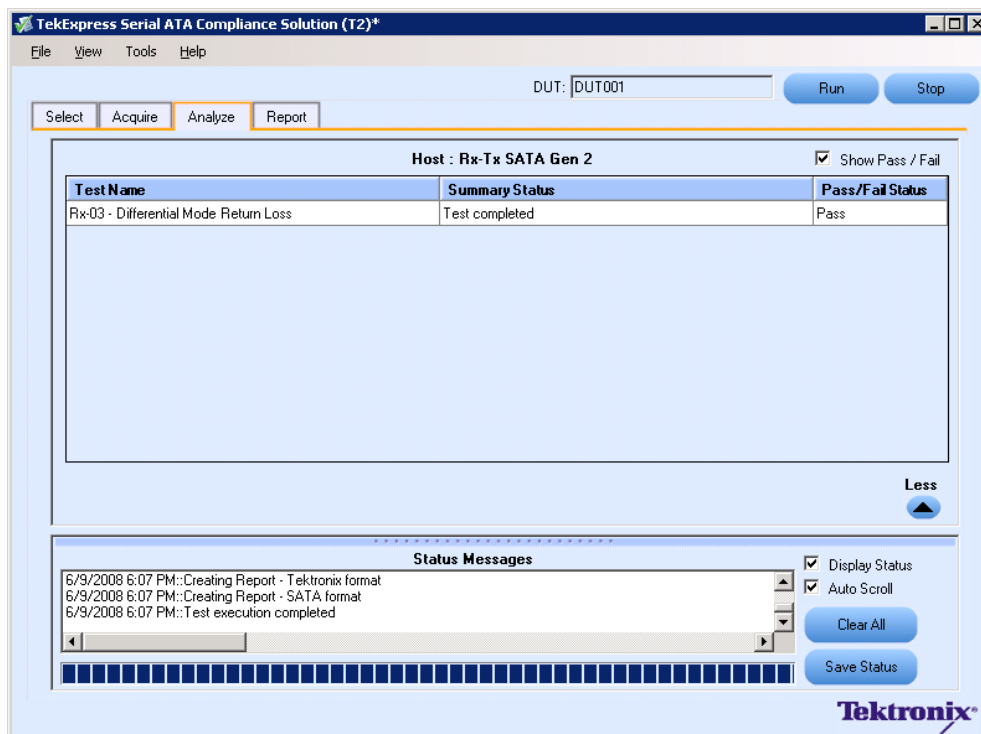 TekExpress Serial ATA Compliance Solution (T2)*
File View Tools Help
DUT: DUT001 Run Stop
Select Acquire Analyze Report
Host : Rx-Tx SATA Gen 2 Show Pass / Fail
Test Name Summary Status Pass/Fail Status
Rx-03 - Differential Mode Return Loss Test completed Pass
Less
Status Messages
Display Status
6/9/2008 6:07 PM::Creating Report - Tektronix format
6/9/2008 6:07 PM::Creating Report - SATA format
Auto Scroll
6/9/2008 6:07 PM::Test execution completed
Clear All
Save Status
Tektronix